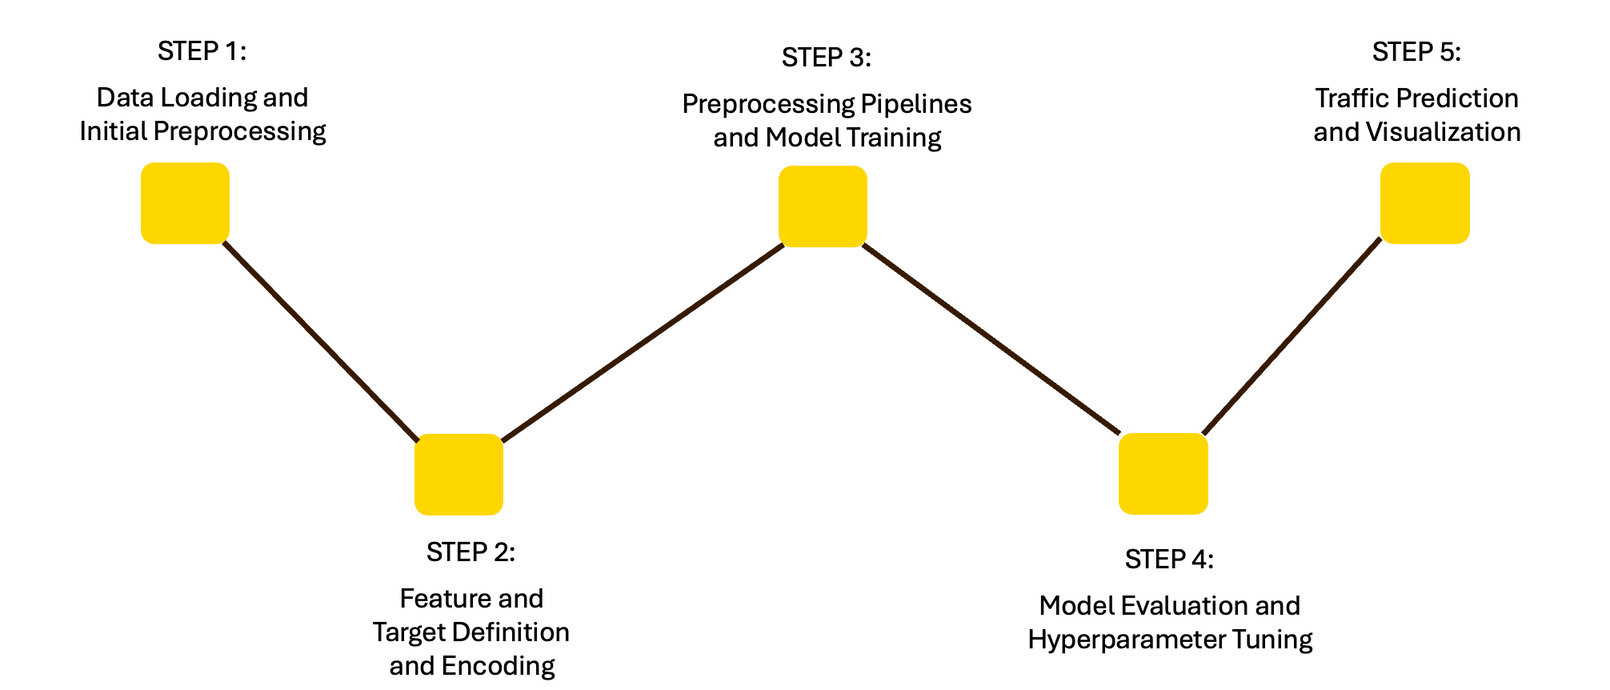 STEP 1:
Data Loading and
Initial Preprocessing
STEP 2:
Feature and
Target Definition
and Encoding
STEP 3:
Preprocessing Pipelines
and Model Training
STEP 4:
Model Evaluation and
Hyperparameter Tuning
STEP 5:
Traffic Prediction
and Visualization